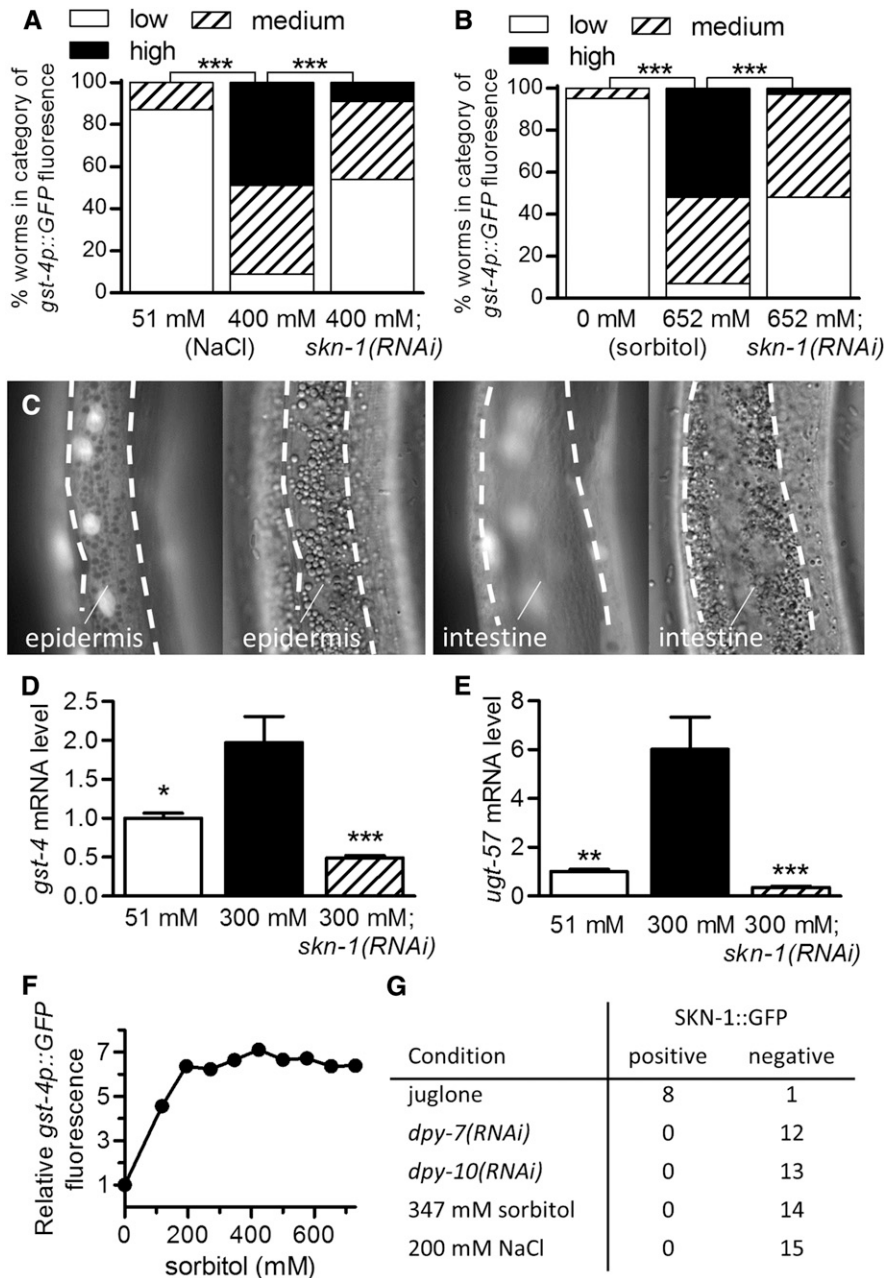 A
low
medium
high
***
***
% worms in category of
gst-4p::GFP fluoresence
100
80
60
40
20
0
51 mM
400 mM
400 mM;
(NaCl)
skn-1(RNAi)
B
low
medium
high
***
***
% worms in category of
gst-4p::GFP fluoresence
100
80
60
40
20
0
0 mM
652 mM
652 mM;
(sorbitol)
skn-1(RNAi)
C
epidermis
epidermis
intestine
intestine
D
gst-4 mRNA level
2.5
2.0
1.5
1.0
0.5
0.0
*
***
51 mM
300 mM
300 mM;
skn-1(RNAi)
E
ugt-57 mRNA level
8
6
4
2
0
**
***
51 mM
300 mM
300 mM;
skn-1(RNAi)
F
Relative gst-4p::GFP
fluorescence
7
5
3
1
0
200
400
600
sorbitol (mM)
G
SKN-1::GFP
Condition positive negative
juglone 8 1
dpy-7(RNAi) 0 12
dpy-10(RNAi) 0 13
347 mM sorbitol 0 14
200 mM NaCl 0 15